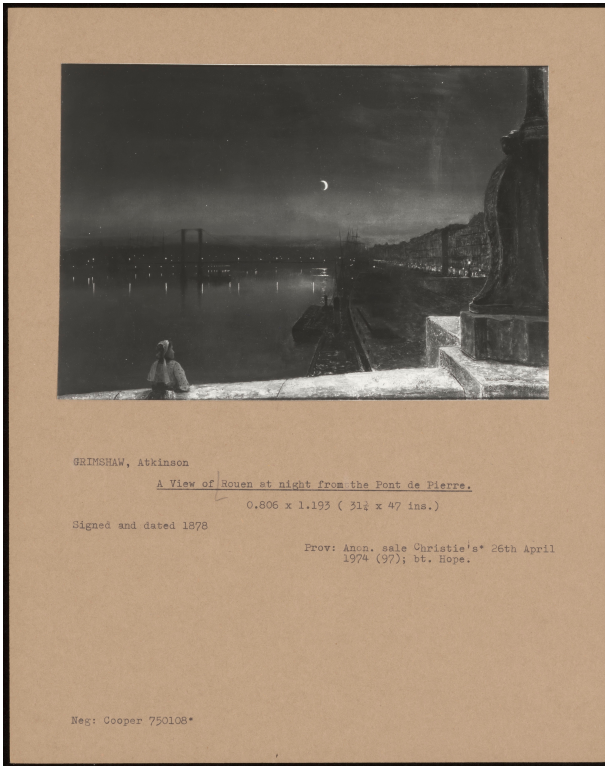 GRIMSHAW, Atkinson
A View of Rouen at night from the Pont de Pierre.
0.806 x 1.193 ( 31¾ x 47 ins.)
Signed and dated 1878
Prov: Anon. sale Christie's* 26th April
1974 (97); bt. Hope.
Neg: Cooper 750108*